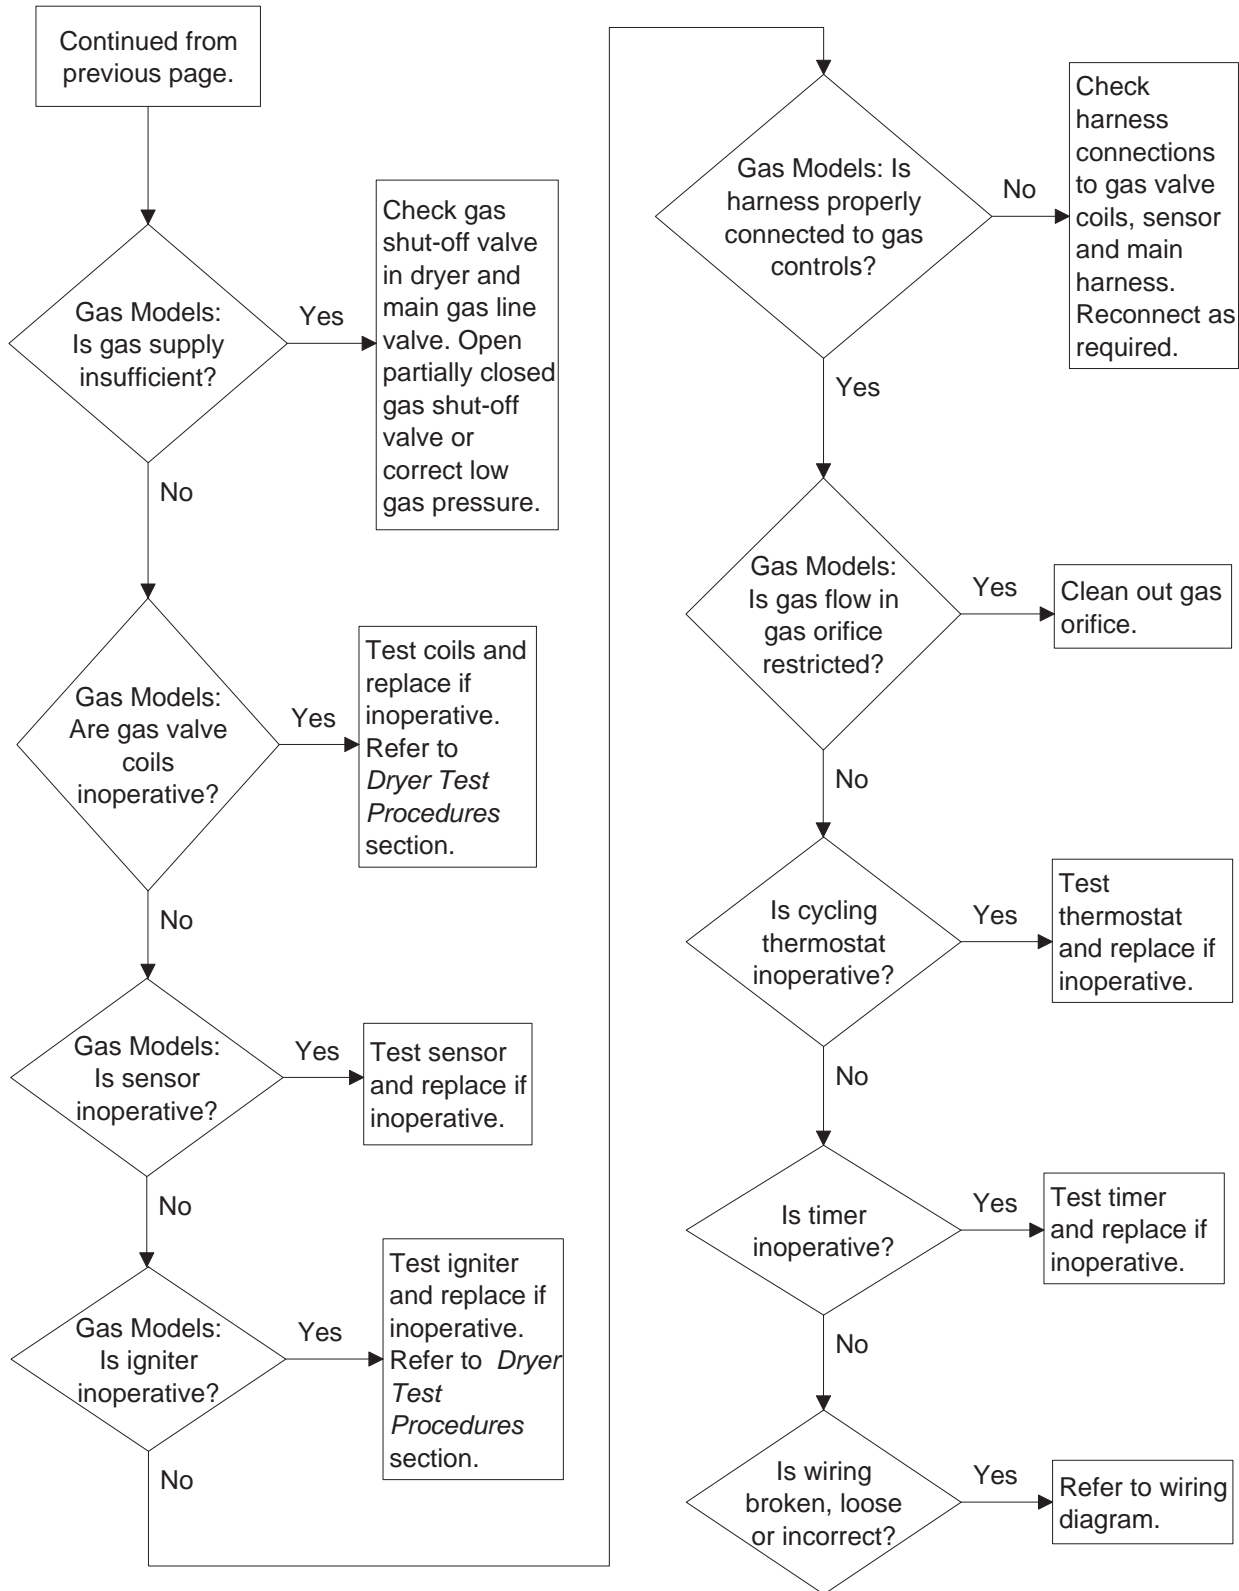 Continued from
previous page.
Gas Models:
Is gas supply
insufficient?
Yes
Check gas
shut-off valve
in dryer and
main gas line
valve. Open
partially closed
gas shut-off
valve or
correct low
gas pressure.
No
Gas Models:
Are gas valve
coils
inoperative?
Yes
Test coils and
replace if
inoperative.
Refer to
Dryer Test
Procedures
section.
No
Gas Models:
Is sensor
inoperative?
Yes
Test sensor
and replace if
inoperative.
No
Gas Models:
Is igniter
inoperative?
Yes
Test igniter
and replace if
inoperative.
Refer to Dryer
Test
Procedures
section.
No
Gas Models: Is
harness properly
connected to gas
controls?
No
Check
harness
connections
to gas valve
coils, sensor
and main
harness.
Reconnect as
required.
Yes
Gas Models:
Is gas flow in
gas orifice
restricted?
Yes
Clean out gas
orifice.
No
Is cycling
thermostat
inoperative?
Yes
Test
thermostat
and replace if
inoperative.
No
Is timer
inoperative?
Yes
Test timer
and replace if
inoperative.
No
Is wiring
broken, loose
or incorrect?
Yes
Refer to wiring
diagram.